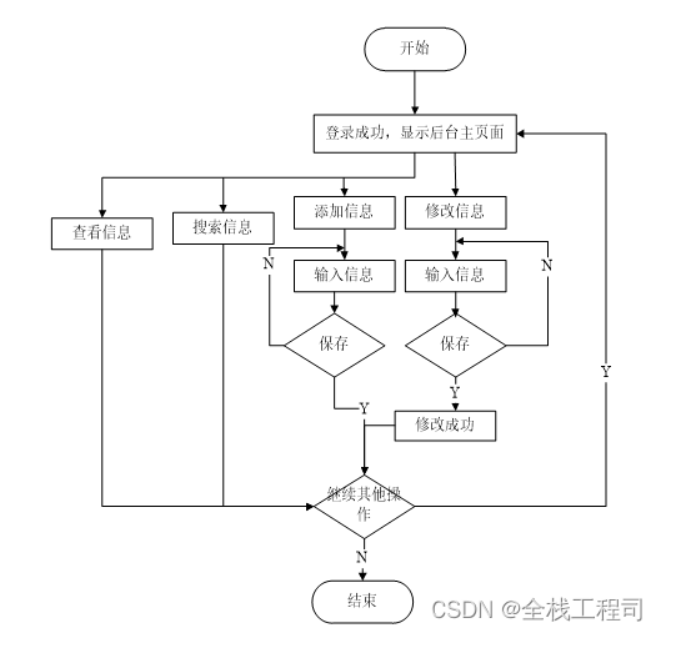 开始
登录成功，显示后台主页面
添加信息
修改信息
查看信息
搜索信息
N
输入信息
输入信息
N
保存
保存
Y
Y
Y
修改成功
继续其他操
作
N
结束
CSDN @全栈工程司